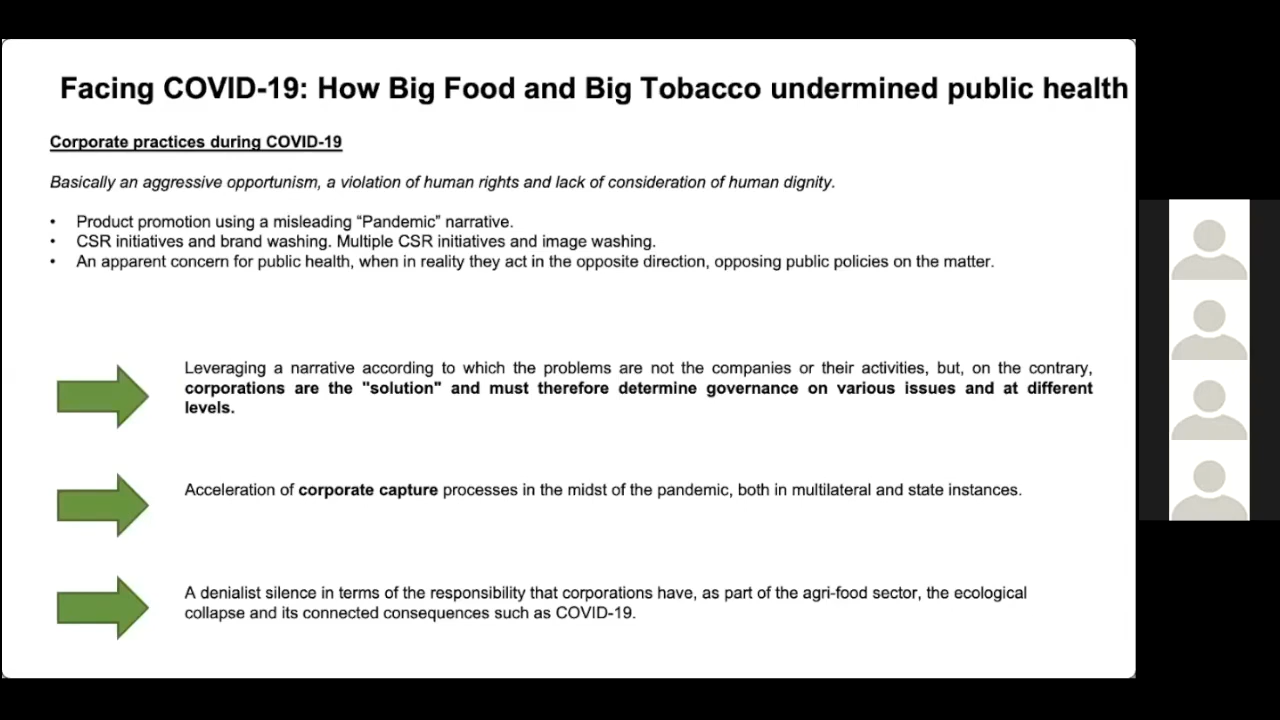 Facing COVID-19: How Big Food and Big Tobacco undermined public health
Corporate practices during COVID-19
Basically an aggressive opportunism, a violation of human rights and lack of consideration of human dignity.
• Product promotion using a misleading “Pandemic” narrative.
• CSR initiatives and brand washing. Multiple CSR initiatives and image washing.
• An apparent concern for public health, when in reality they act in the opposite direction, opposing public policies on the matter.
Leveraging a narrative according to which the problems are not the companies or their activities, but, on the contrary,
corporations are the "solution" and must therefore determine governance on various issues and at different
levels.
Acceleration of corporate capture processes in the midst of the pandemic, both in multilateral and state instances.
A denialist silence in terms of the responsibility that corporations have, as part of the agri-food sector, the ecological
collapse and its connected consequences such as COVID-19.